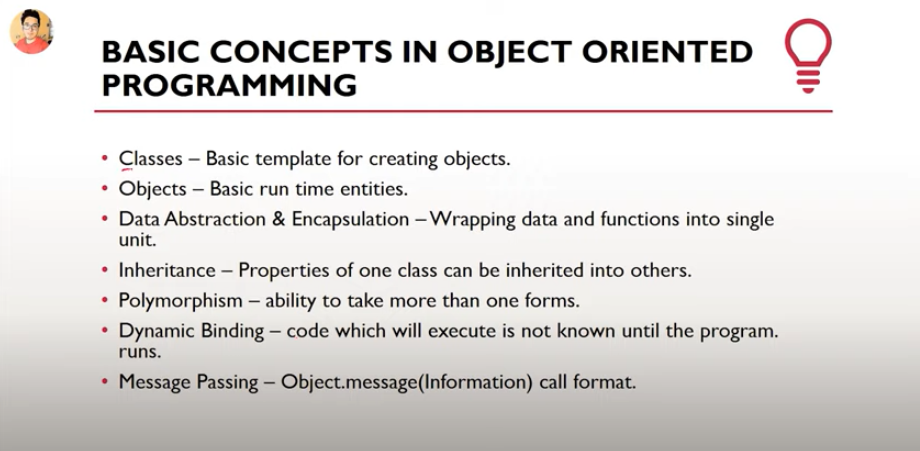 BASIC CONCEPTS IN OBJECT ORIENTED
PROGRAMMING
• Classes – Basic template for creating objects.
• Objects – Basic run time entities.
• Data Abstraction & Encapsulation – Wrapping data and functions into single
unit.
• Inheritance – Properties of one class can be inherited into others.
• Polymorphism – ability to take more than one forms.
• Dynamic Binding – code which will execute is not known until the program.
runs.
• Message Passing – Object.message(Information) call format.